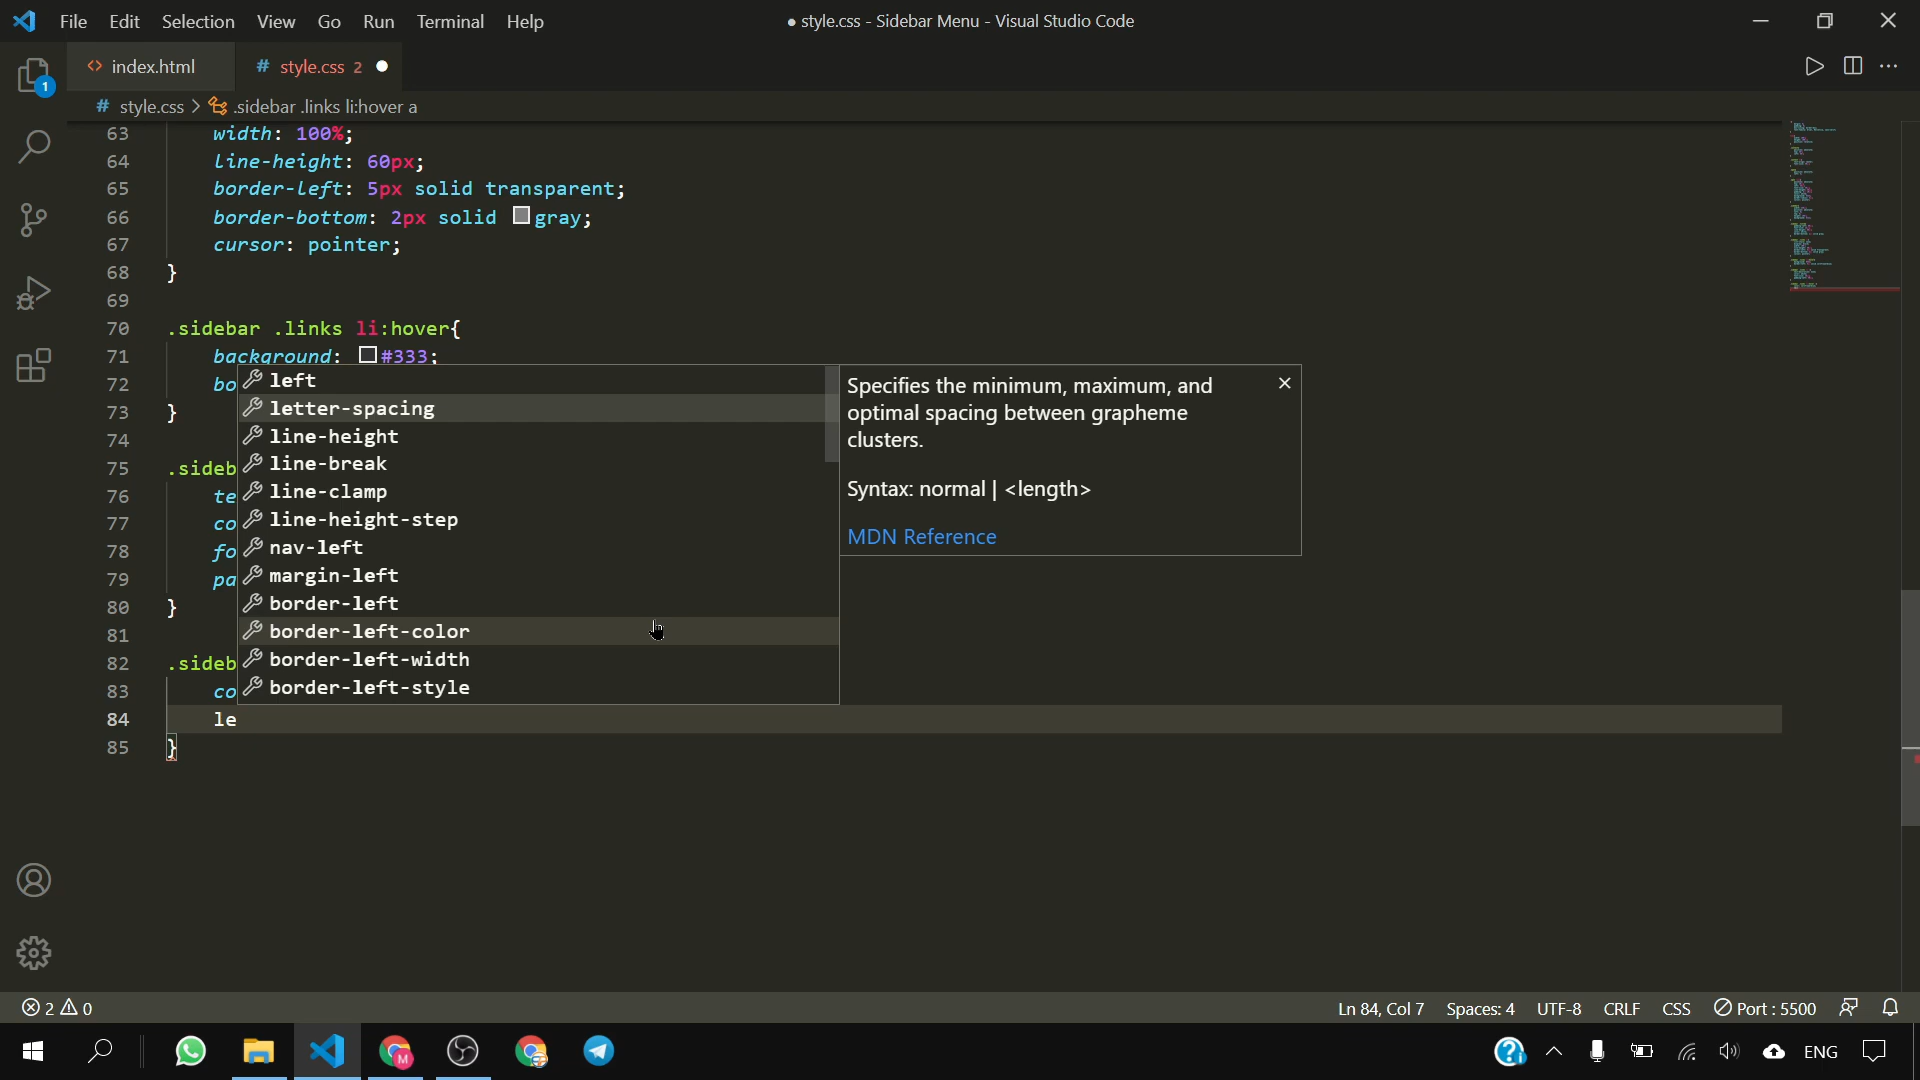 File Edit Selection View Go Run Terminal Help
● style.css - Sidebar Menu - Visual Studio Code
1
<> index.html
# style.css 2 ●
# style.css > .sidebar .links li:hover a
63 width: 100%;
64 line-height: 60px;
65 border-left: 5px solid transparent;
66 border-bottom: 2px solid gray;
67 cursor: pointer;
68 }
69
70 .sidebar .links li:hover{
71 background: #333;
72 bo
73 }
74
75 .sideb
76 te
77 co
78 fo
79 pa
80 }
81
82 .sideb
83 co
84 le
85 }
left
letter-spacing
line-height
line-break
line-clamp
line-height-step
nav-left
margin-left
border-left
border-left-color
border-left-width
border-left-style
Specifies the minimum, maximum, and
optimal spacing between grapheme
clusters.
Syntax: normal | <length>
MDN Reference
2 0
Ln 84, Col 7 Spaces: 4 UTF-8 CRLF CSS Port : 5500
M
ENG